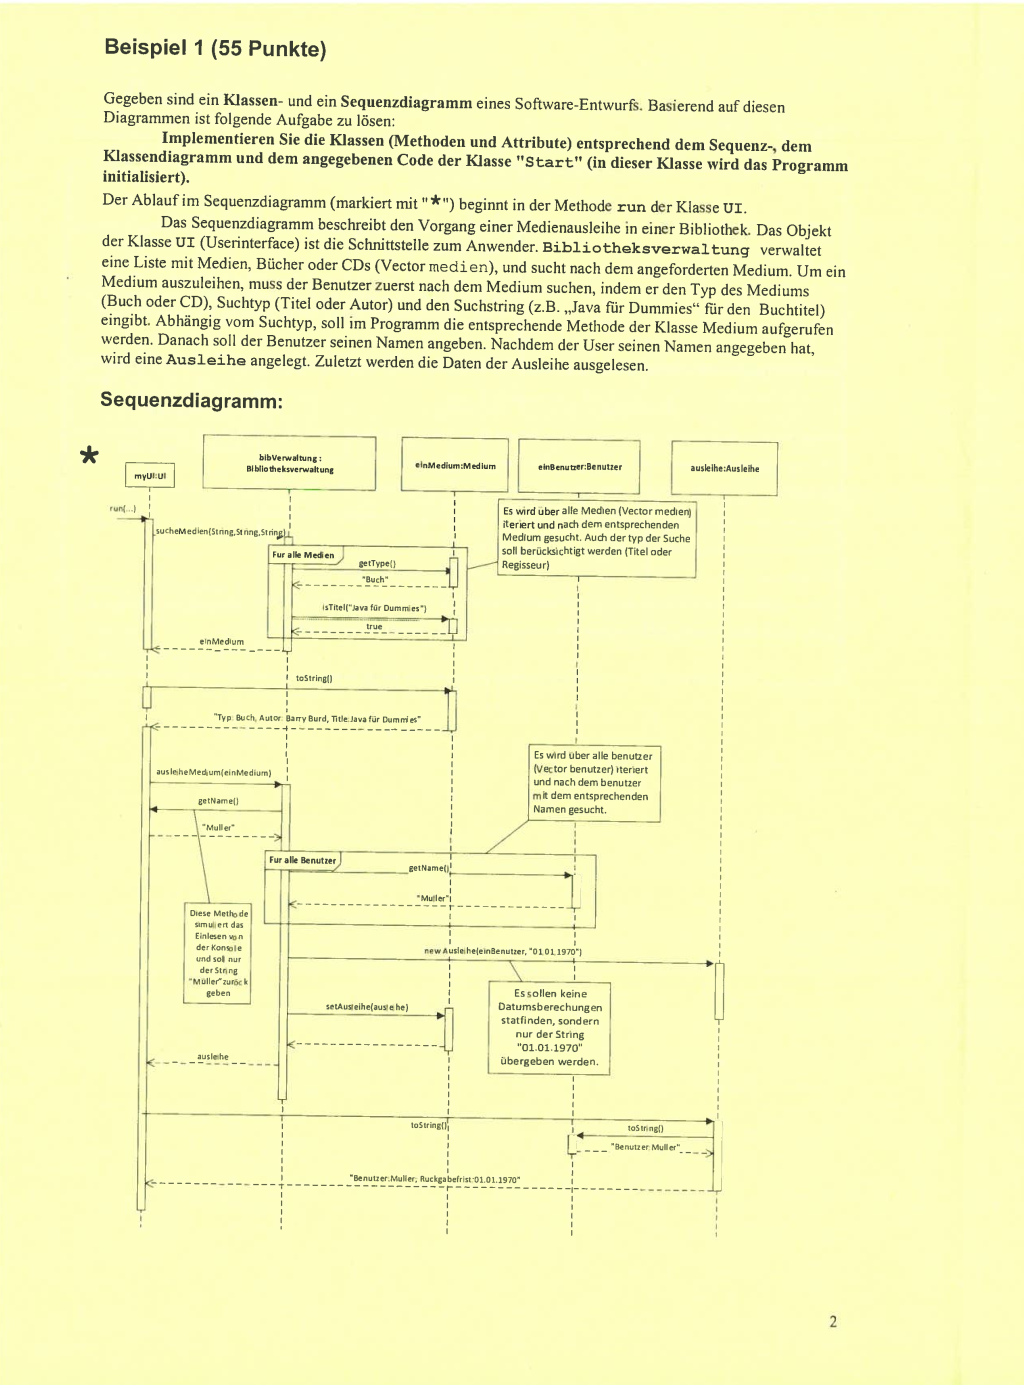 Beispiel 1 (55 Punkte)
Gegeben sind ein Klassen- und ein Sequenzdiagramm eines Software-Entwurfs. Basierend auf diesen
Diagrammen ist folgende Aufgabe zu lösen:
Implementieren Sie die Klassen (Methoden und Attribute) entsprechend dem Sequenz-, dem
Klassendiagramm und dem angegebenen Code der Klasse "Start" (in dieser Klasse wird das Programm
initialisiert).
Der Ablauf im Sequenzdiagramm (markiert mit "*") beginnt in der Methode run der Klasse UI.
Das Sequenzdiagramm beschreibt den Vorgang einer Medienausleihe in einer Bibliothek. Das Objekt
der Klasse UI (Userinterface) ist die Schnittstelle zum Anwender. Bibliotheksverwaltung verwaltet
eine Liste mit Medien, Bücher oder CDs (Vector medien), und sucht nach dem angeforderten Medium. Um ein
Medium auszuleihen, muss der Benutzer zuerst nach dem Medium suchen, indem er den Typ des Mediums
(Buch oder CD), Suchtyp (Titel oder Autor) und den Suchstring (z.B. „Java für Dummies“ für den Buchtitel)
eingibt. Abhängig vom Suchtyp, soll im Programm die entsprechende Methode der Klasse Medium aufgerufen
werden. Danach soll der Benutzer seinen Namen angeben. Nachdem der User seinen Namen angegeben hat,
wird eine Ausleihe angelegt. Zuletzt werden die Daten der Ausleihe ausgelesen.
Sequenzdiagramm:
*
myUI:UI
bibVerwaltung :
Bibliotheksverwaltung
einMedium:Medium
einBenutzer:Benutzer
ausleihe:Ausleihe
run(...)
Es wird über alle Medien (Vector medien)
iteriert und nach dem entsprechenden
Medium gesucht. Auch der typ der Suche
soll berücksichtigt werden (Titel oder
Regisseur)
sucheMedien(String,String,String)
Fur alle Medien
getType()
"Buch"
isTitel("Java für Dummies")
true
einMedium
toString()
"Typ: Buch, Autor: Barry Burd, Title:Java für Dummies"
Es wird über alle benutzer
(Vector benutzer) iteriert
und nach dem benutzer
mit dem entsprechenden
Namen gesucht.
ausleiheMedium(einMedium)
getName()
"Muller"
Fur alle Benutzer
getName()
"Muller"
Diese Methode
simuliert das
Einlesen von
der Konsole
und soll nur
der String
"Müller" zurück
geben
new Ausleihe(einBenutzer, "01.01.1970")
Es sollen keine
Datumsberechungen
statfinden, sondern
nur der String
"01.01.1970"
übergeben werden.
setAusleihe(ausleihe)
ausleihe
toString()
toString()
"Benutzer:Muller"
"Benutzer:Muller; Ruckgabefrist:01.01.1970"
2